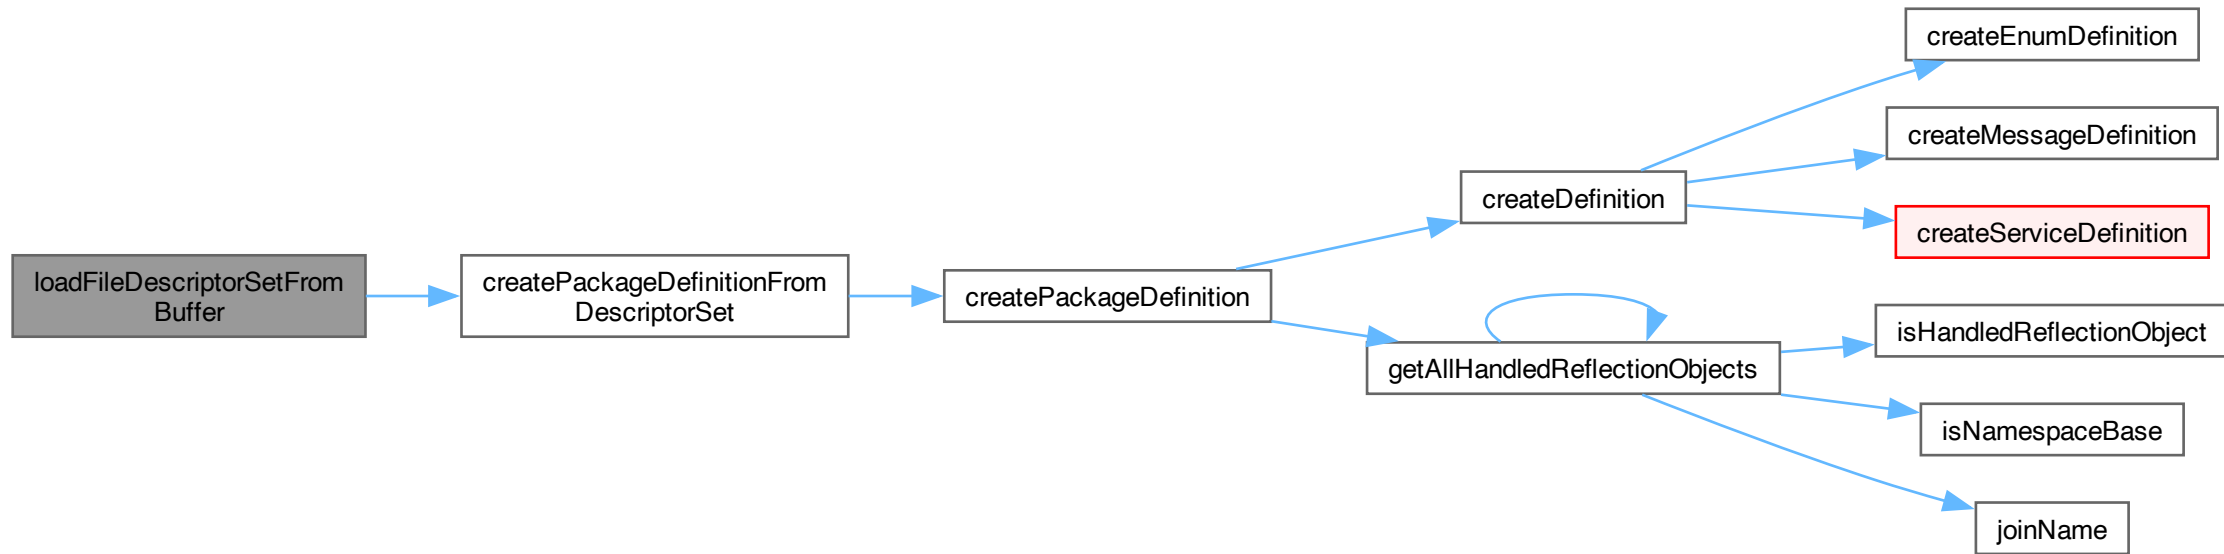 loadFileDescriptorSetFrom
Buffer
createPackageDefinitionFrom
DescriptorSet
createPackageDefinition
createDefinition
getAllHandledReflectionObjects
createEnumDefinition
createMessageDefinition
createServiceDefinition
isHandledReflectionObject
isNamespaceBase
joinName